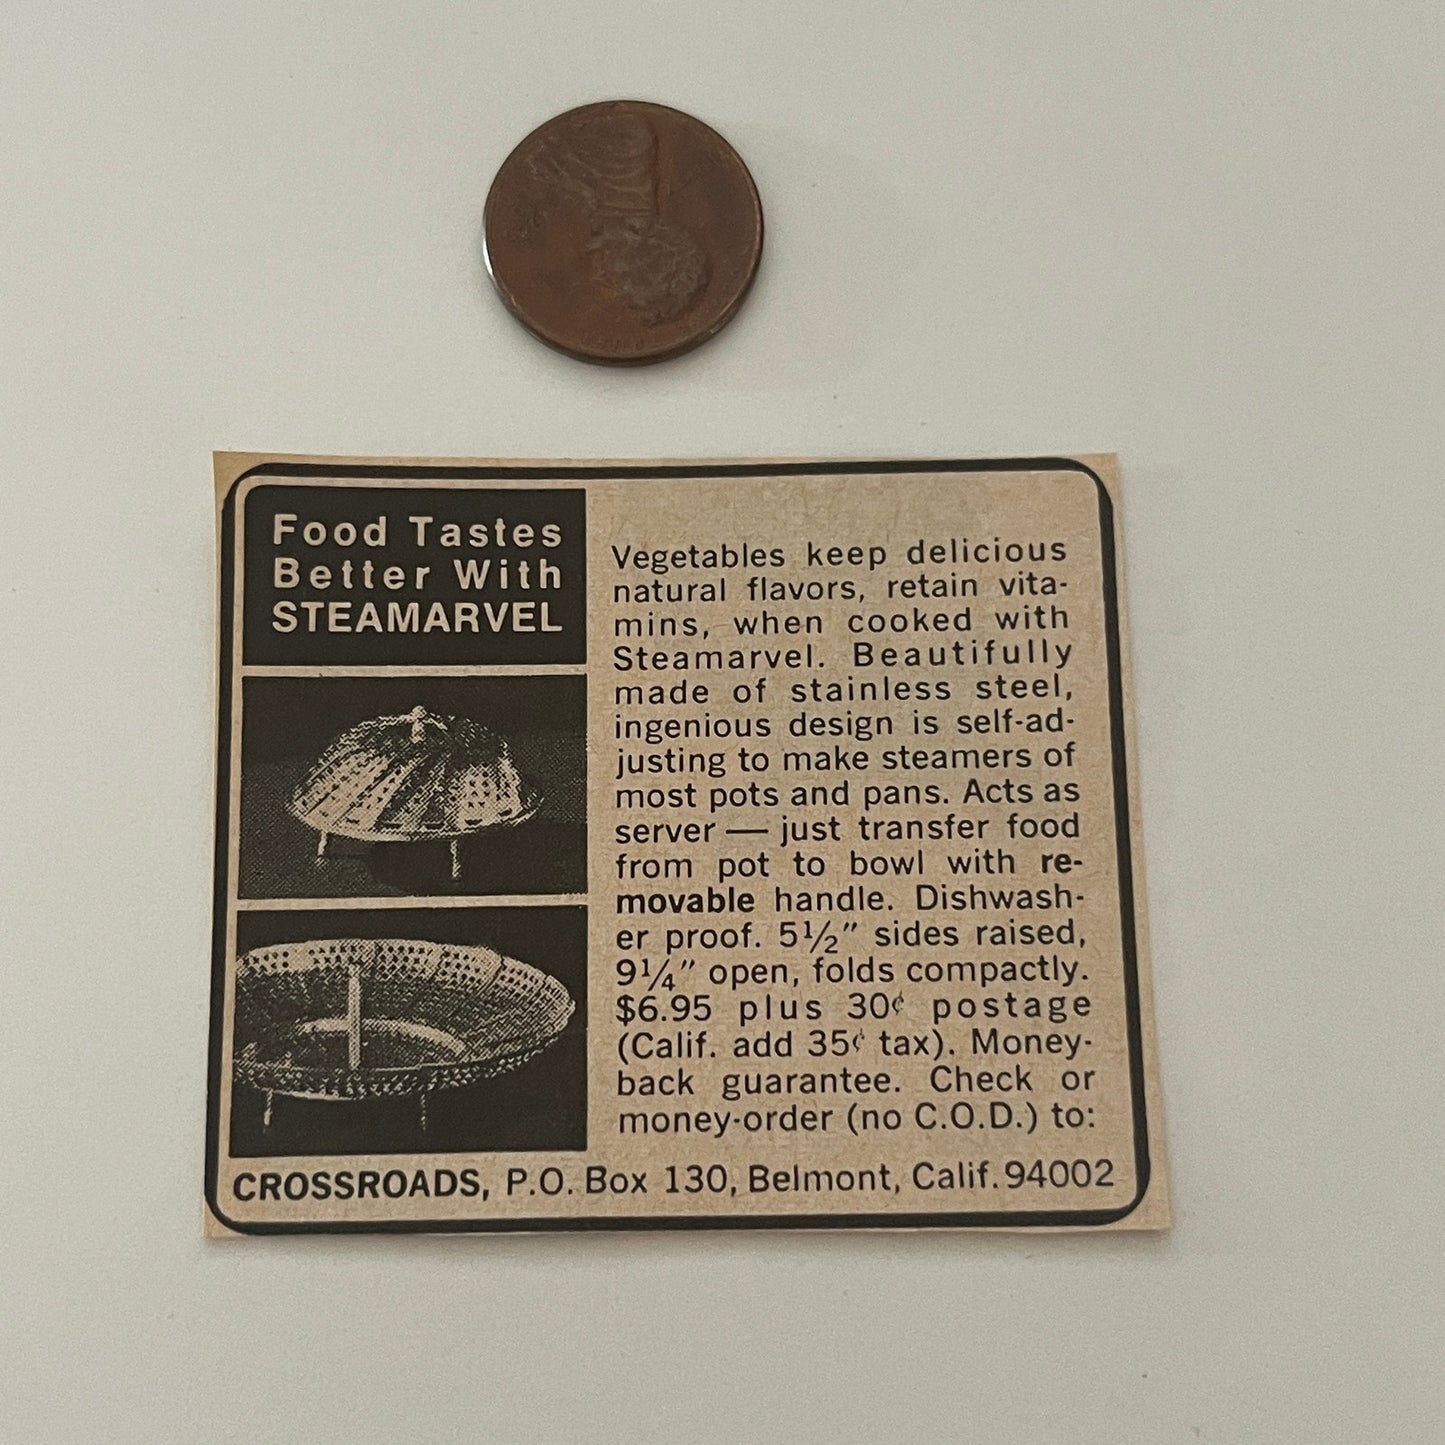 Food Tastes
Better With
STEAMARVEL
Vegetables keep delicious
natural flavors, retain vita-
mins, when cooked with
Steamarvel. Beautifully
made of stainless steel,
ingenious design is self-ad-
justing to make steamers of
most pots and pans. Acts as
server — just transfer food
from pot to bowl with re-
movable handle. Dishwash-
er proof. 5½″ sides raised,
9¼″ open, folds compactly.
$6.95 plus 30¢ postage
(Calif. add 35¢ tax). Money-
back guarantee. Check or
money-order (no C.O.D.) to:
CROSSROADS, P.O. Box 130, Belmont, Calif. 94002